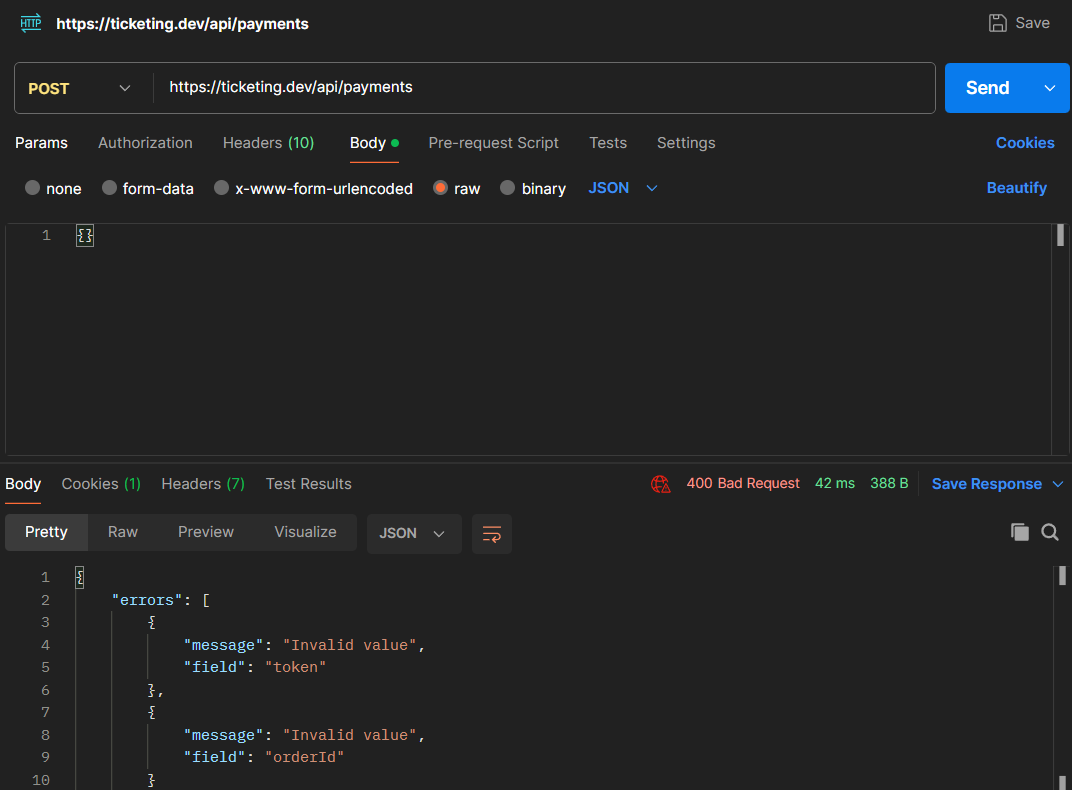 HTTP https://ticketing.dev/api/payments Save
POST https://ticketing.dev/api/payments Send
Params Authorization Headers (10) Body Pre-request Script Tests Settings Cookies
none form-data x-www-form-urlencoded raw binary JSON Beautify
1 {}
Body Cookies (1) Headers (7) Test Results 400 Bad Request 42 ms 388 B Save Response
Pretty Raw Preview Visualize JSON
1 {
2 "errors": [
3 {
4 "message": "Invalid value",
5 "field": "token"
6 },
7 {
8 "message": "Invalid value",
9 "field": "orderId"
10 }